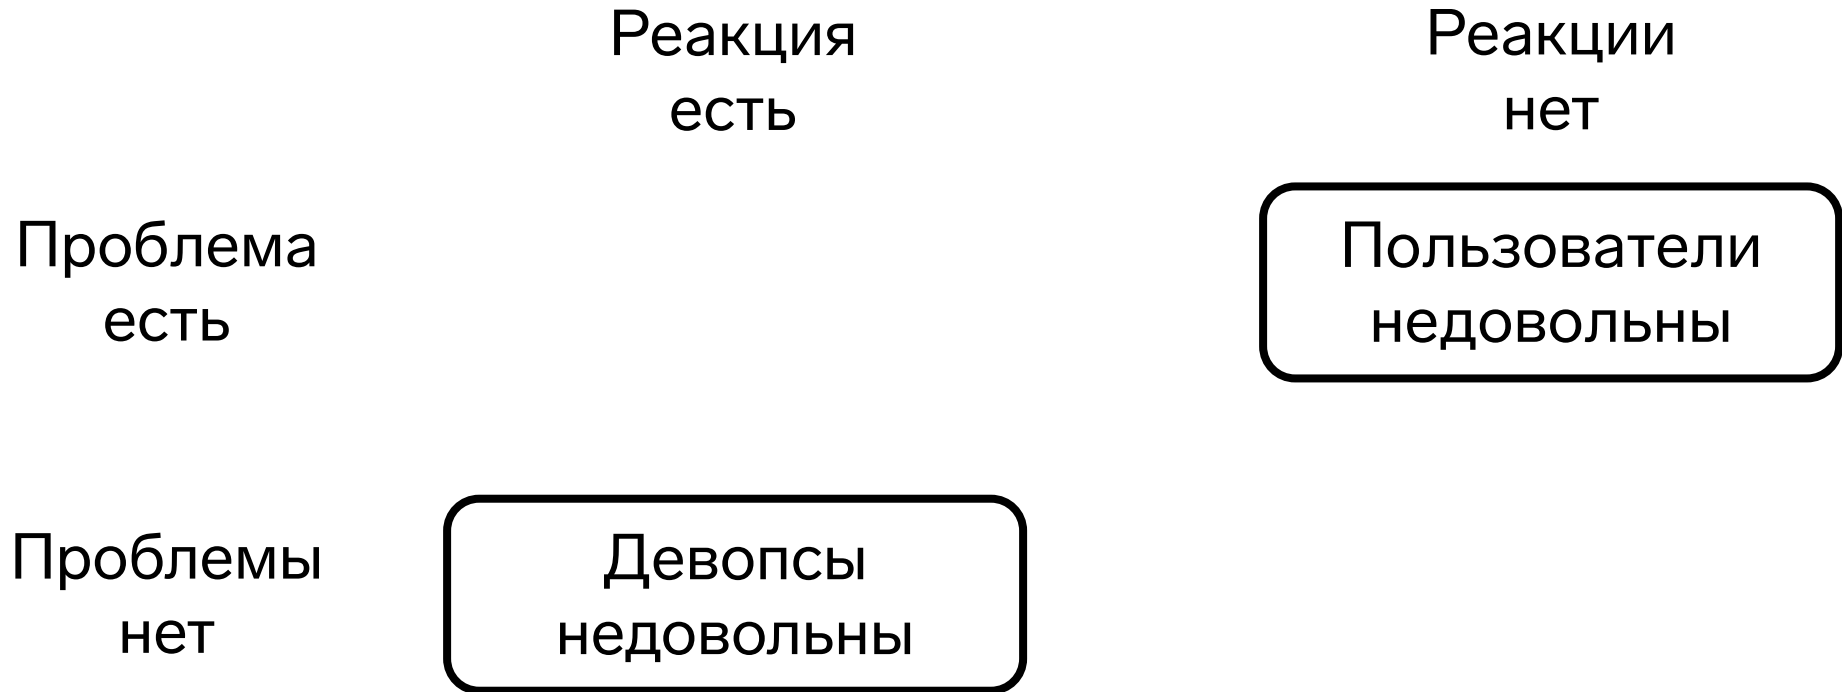 Реакция
есть
Реакции
нет
Проблема
есть
Пользователи
недовольны
Проблемы
нет
Девопсы
недовольны